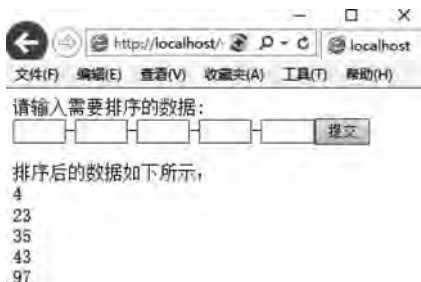 http://localhost/
localhost
文件(F) 编辑(E) 查看(V) 收藏夹(A) 工具(T) 帮助(H)
请输入需要排序的数据:
- - - - 提交
排序后的数据如下所示,
4
23
35
43
97